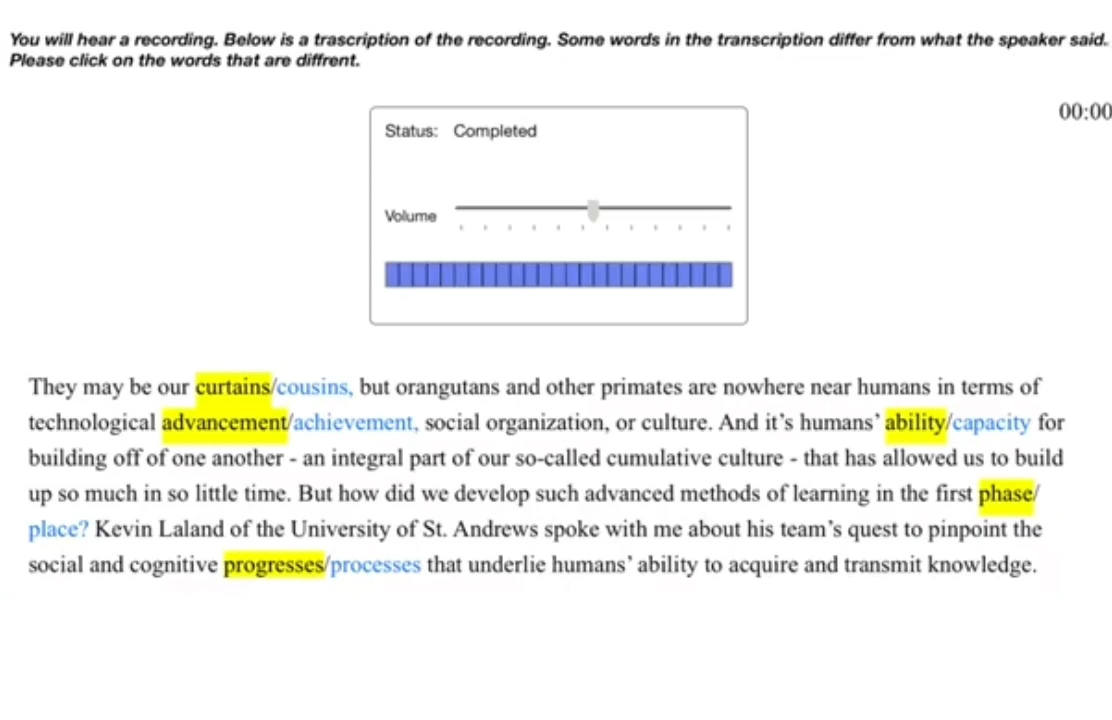 You will hear a recording. Below is a trascription of the recording. Some words in the transcription differ from what the speaker said.
Please click on the words that are diffrent.
00:00
Status: Completed
Volume
They may be our curtains/cousins, but orangutans and other primates are nowhere near humans in terms of
technological advancement/achievement, social organization, or culture. And it’s humans’ ability/capacity for
building off of one another - an integral part of our so-called cumulative culture - that has allowed us to build
up so much in so little time. But how did we develop such advanced methods of learning in the first phase/
place? Kevin Laland of the University of St. Andrews spoke with me about his team’s quest to pinpoint the
social and cognitive progresses/processes that underlie humans’ ability to acquire and transmit knowledge.